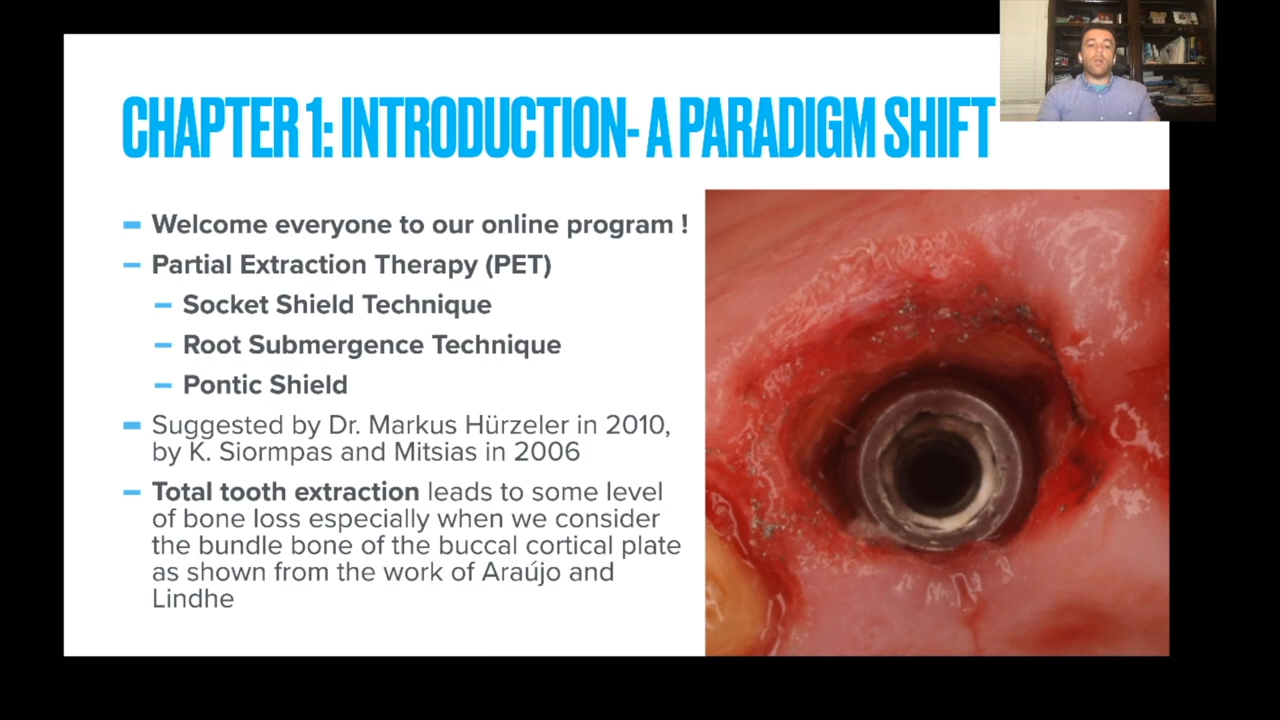 CHAPTER 1: INTRODUCTION- A PARADIGM SHIFT
Welcome everyone to our online program !
Partial Extraction Therapy (PET)
Socket Shield Technique
Root Submergence Technique
Pontic Shield
Suggested by Dr. Markus Hürzeler in 2010,
by K. Siormpas and Mitsias in 2006
Total tooth extraction leads to some level
of bone loss especially when we consider
the bundle bone of the buccal cortical plate
as shown from the work of Araújo and
Lindhe